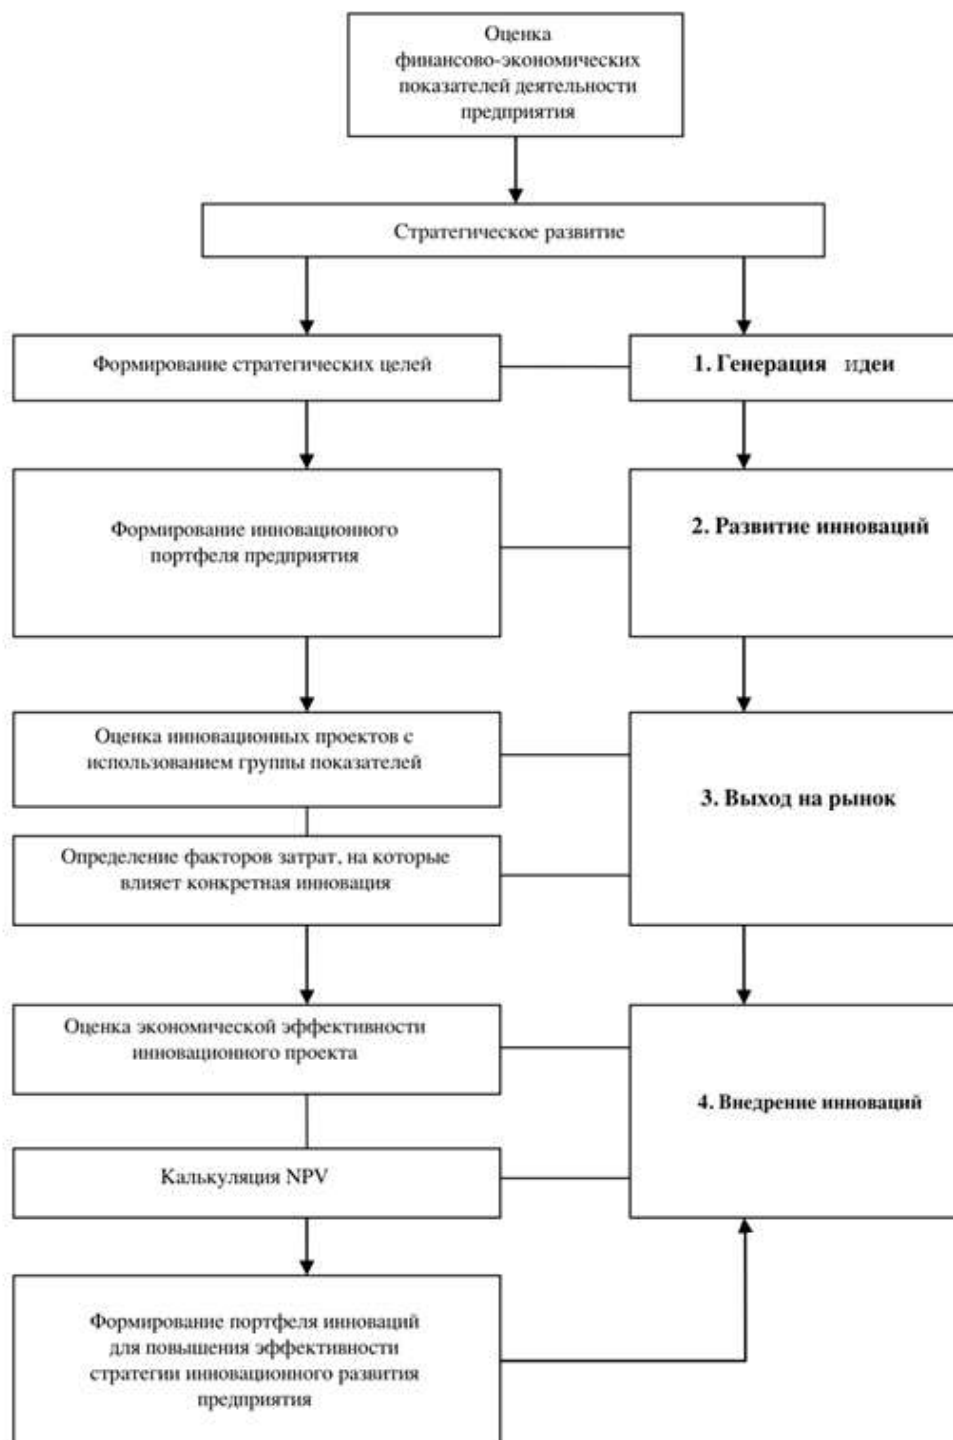 Оценка
финансово-экономических
показателей деятельности
предприятия
Стратегическое развитие
Формирование стратегических целей
1. Генерация идеи
Формирование инновационного
портфеля предприятия
2. Развитие инноваций
Оценка инновационных проектов с
использованием группы показателей
3. Выход на рынок
Определение факторов затрат, на которые
влияет конкретная инновация
Оценка экономической эффективности
инновационного проекта
4. Внедрение инноваций
Калькуляция NPV
Формирование портфеля инноваций
для повышения эффективности
стратегии инновационного развития
предприятия